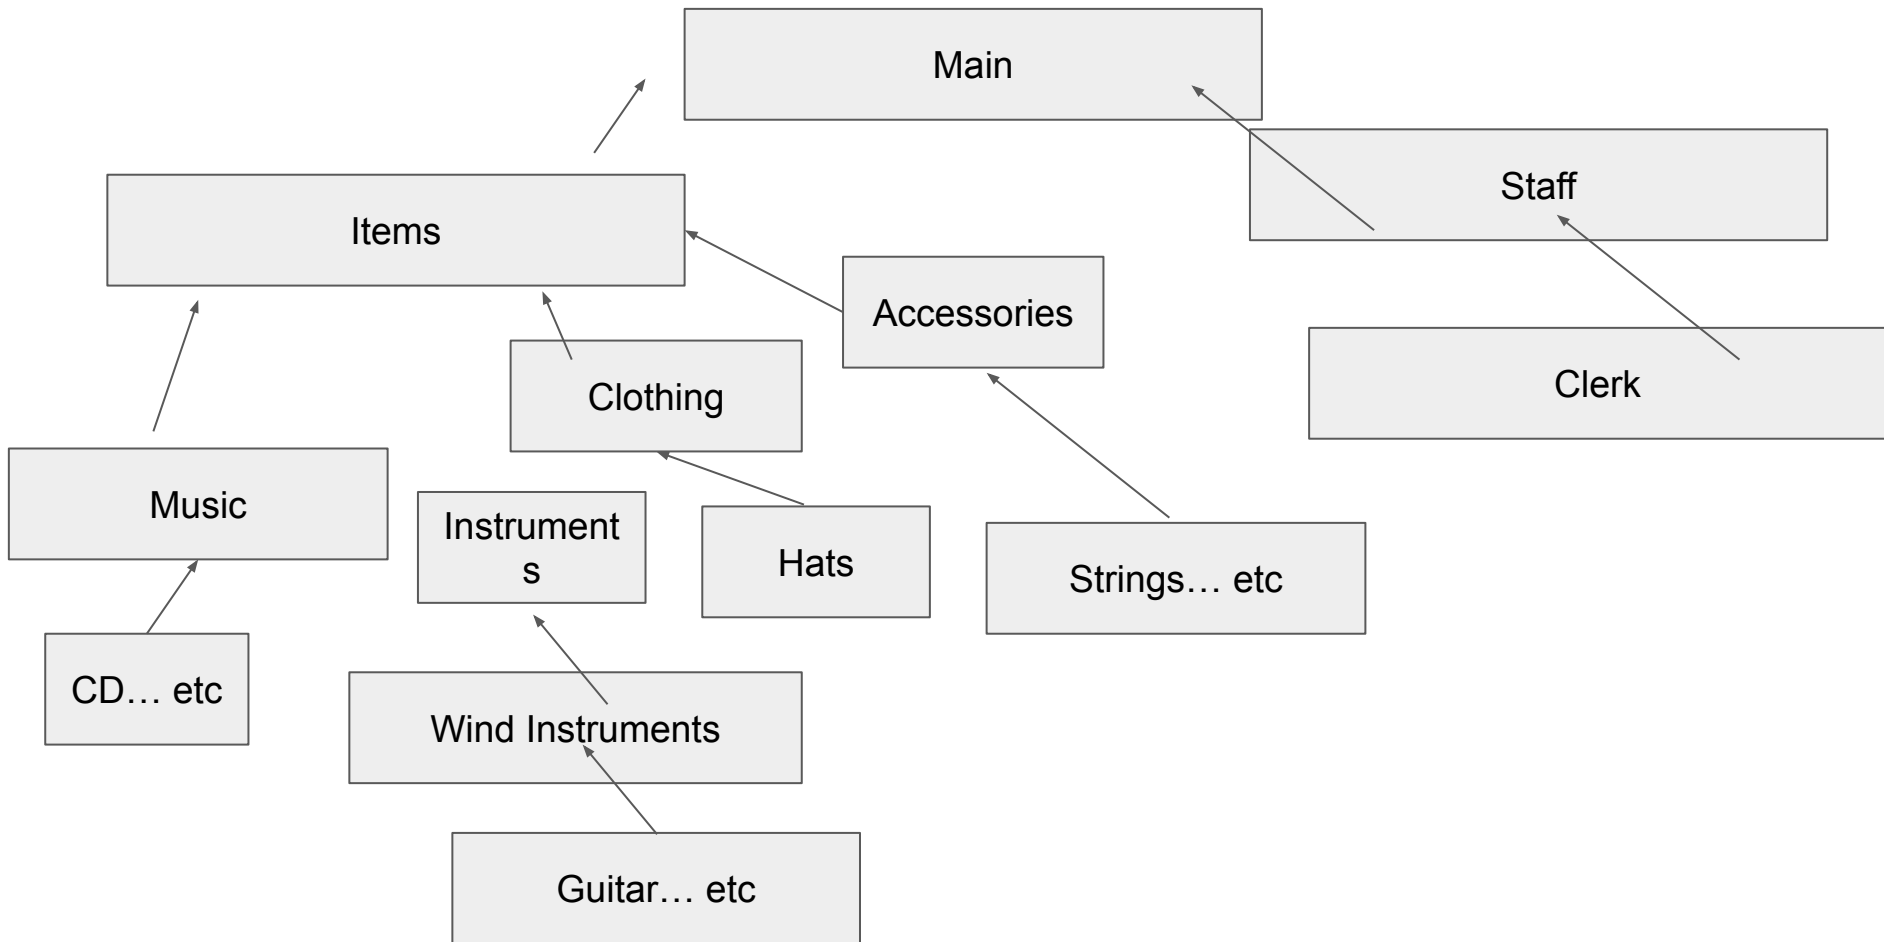 Main
Staff
Items
Accessories
Clothing
Clerk
Music
Instrument
s
Hats
Strings… etc
CD… etc
Wind Instruments
Guitar… etc